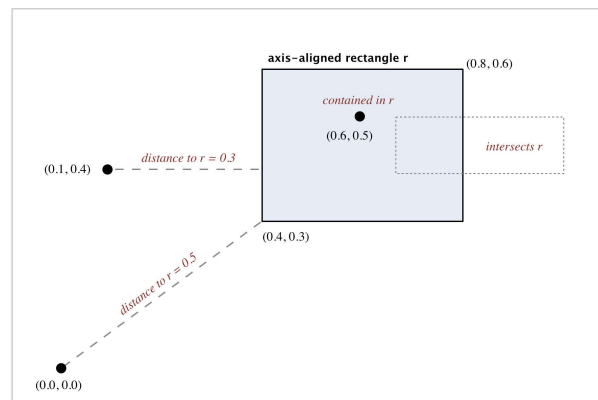 axis-aligned rectangle r
(0.8, 0.6)
contained in r
(0.6, 0.5)
intersects r
distance to r = 0.3
(0.1, 0.4)
(0.4, 0.3)
distance to r = 0.5
(0.0, 0.0)